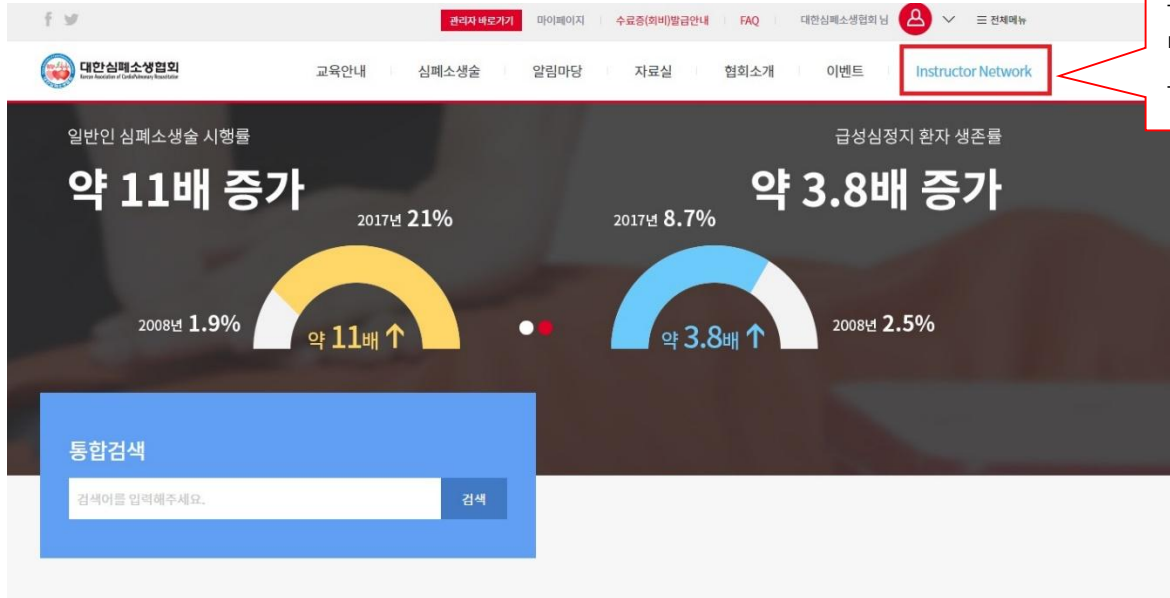 관리자 바로가기 마이페이지 수료증(회비)발급안내 FAQ 대한심폐소생협회 님 전체메뉴
대한심폐소생협회
Korean Association of CardioPulmonary Resuscitation
교육안내 심폐소생술 알림마당 자료실 협회소개 이벤트 Instructor Network
일반인 심폐소생술 시행률
약 11배 증가
2017년 21%
2008년 1.9%
약 11배 ↑
급성심정지 환자 생존률
약 3.8배 증가
2017년 8.7%
약 3.8배 ↑
2008년 2.5%
통합검색
검색어를 입력해주세요.
검색